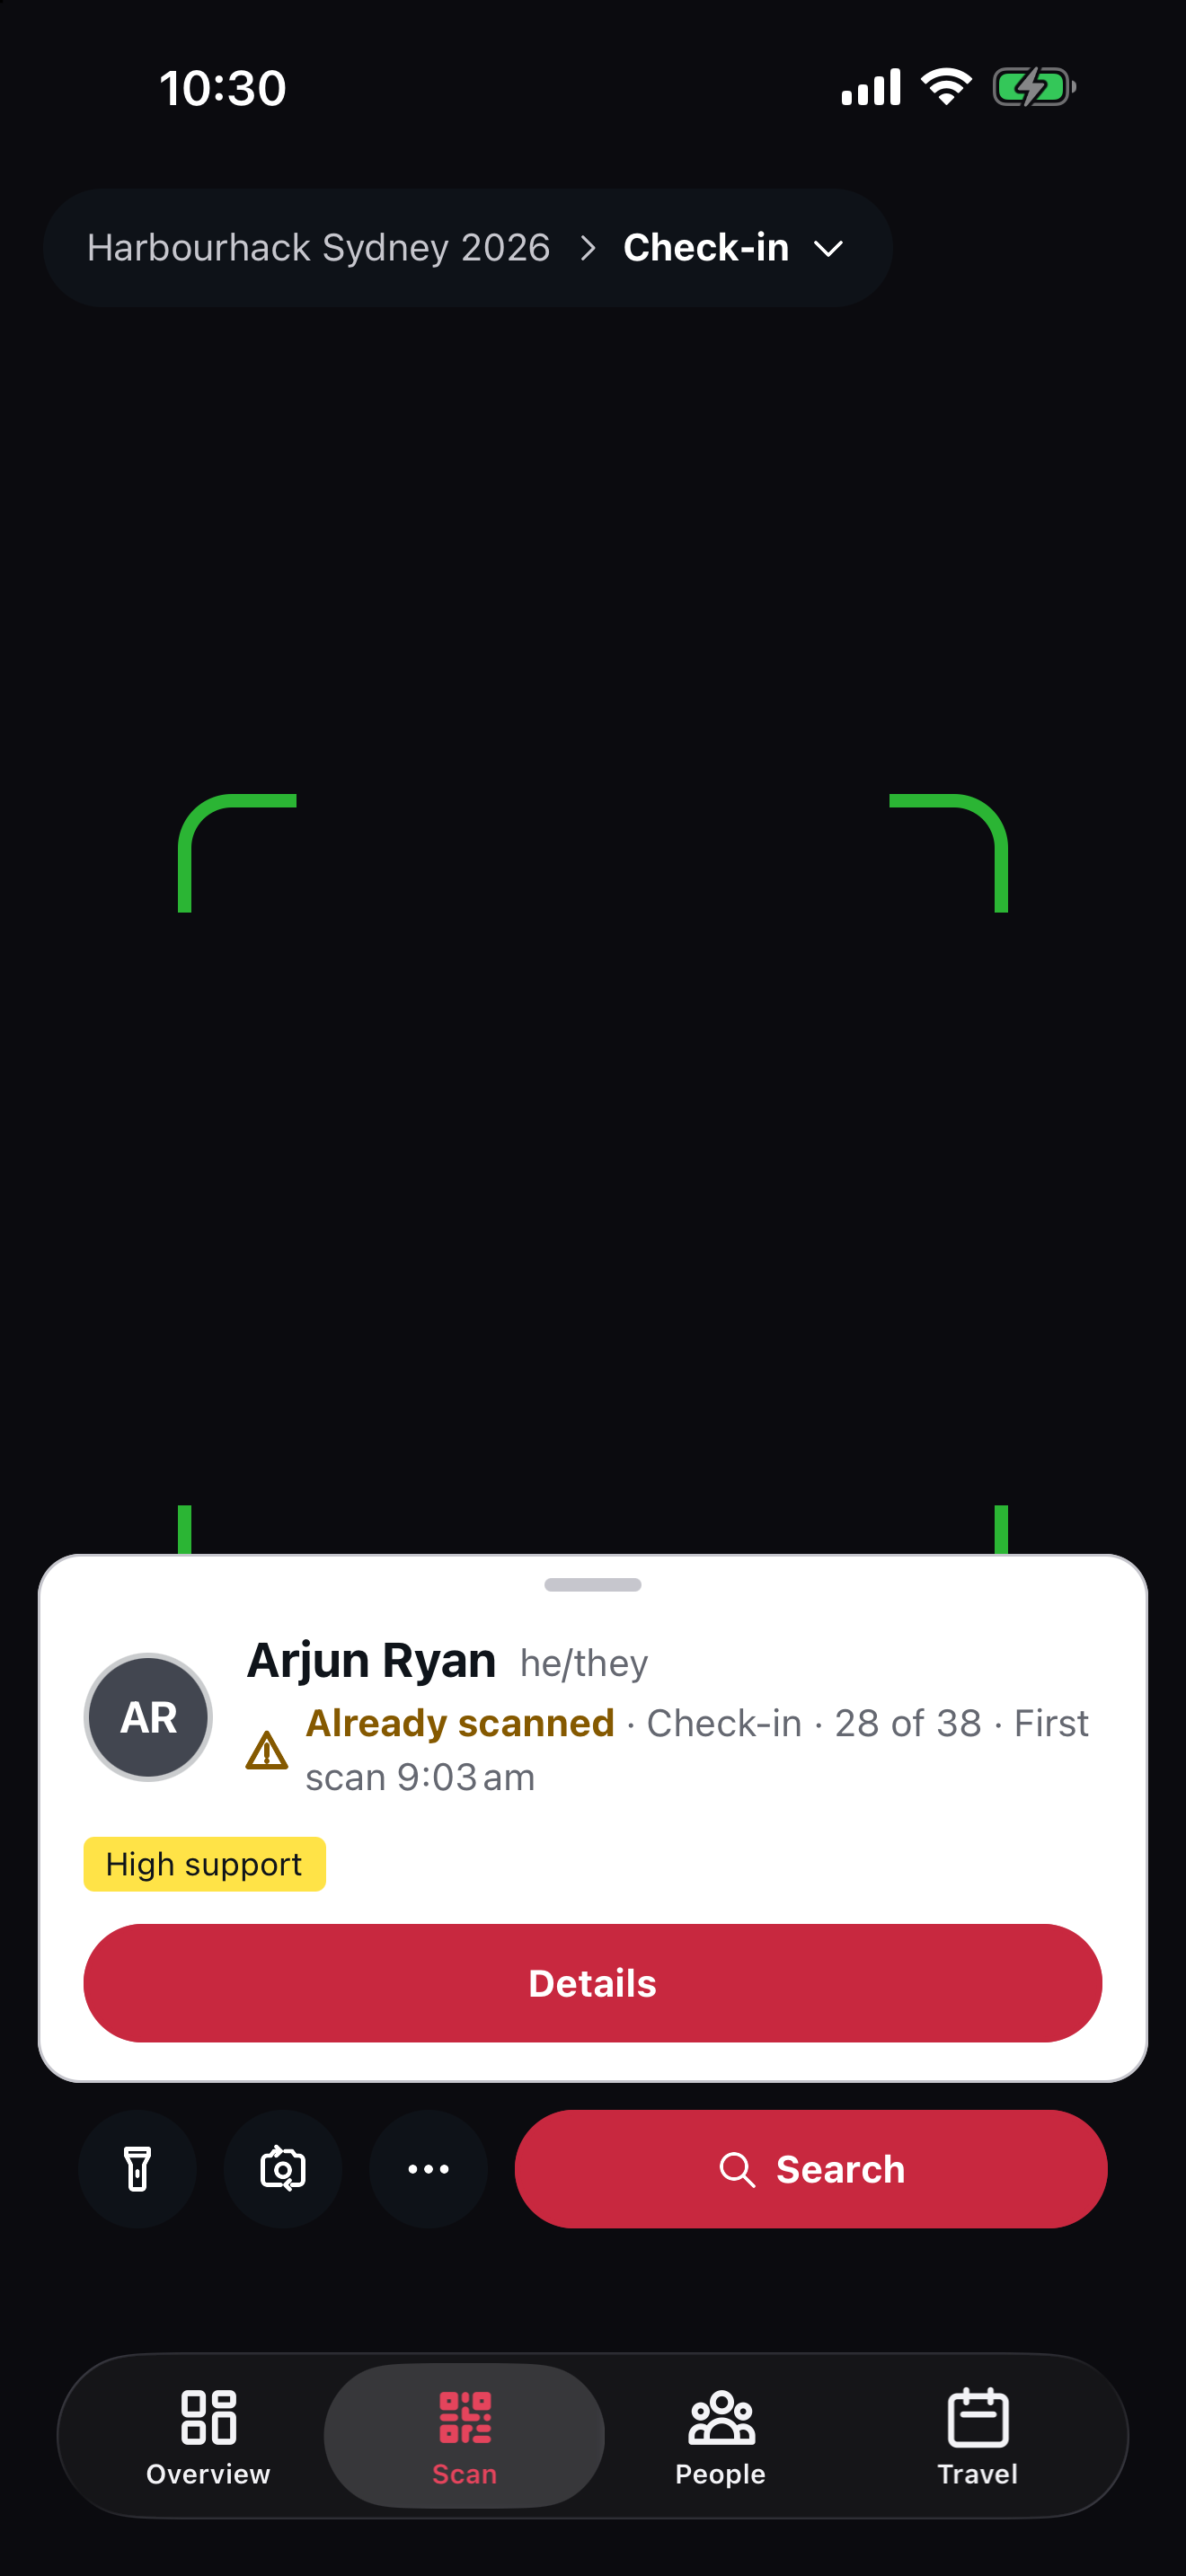 10:30
Harbourhack Sydney 2026 > Check-in
Arjun Ryan he/they
AR
Already scanned · Check-in · 28 of 38 · First
scan 9:03 am
High support
Details
Search
Overview Scan People Travel